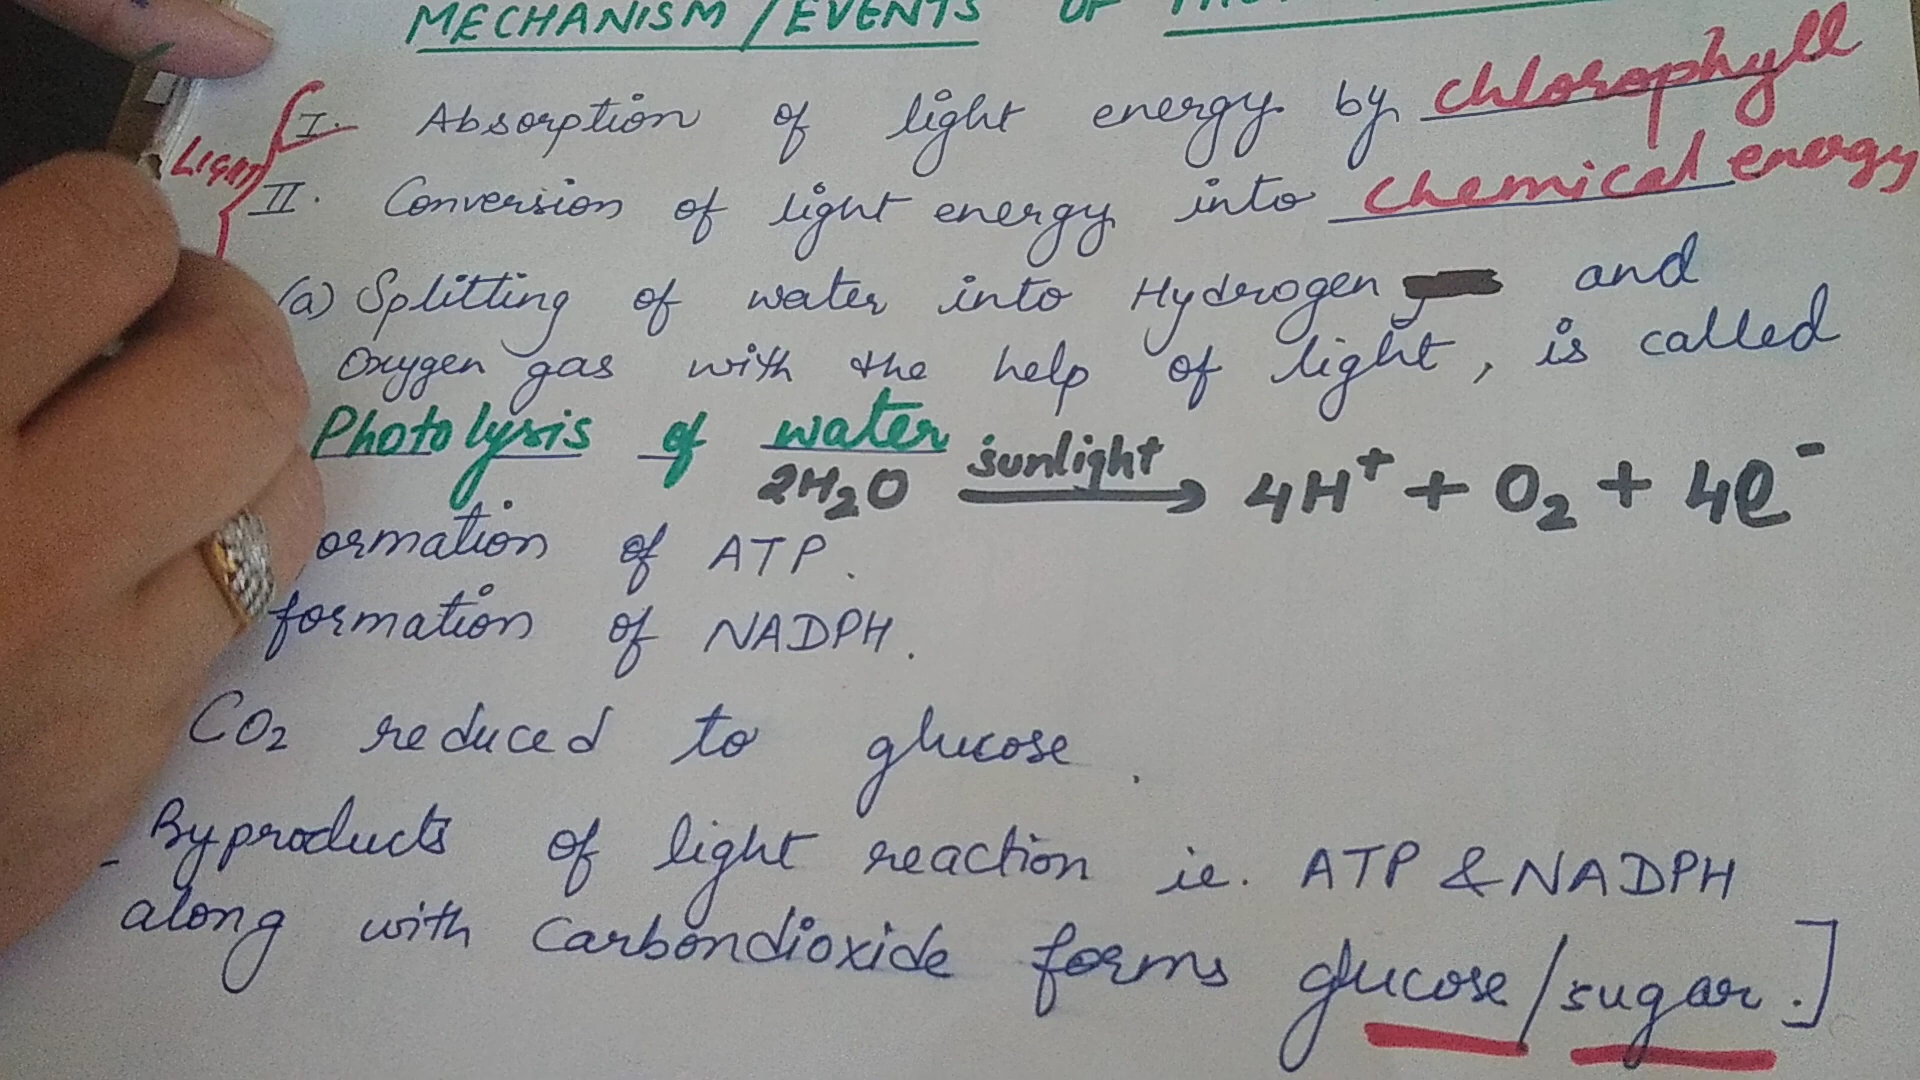 MECHANISM/EVENTS OF
Light
I. Absorption of light energy by chlorophyll
II. Conversion of light energy into chemical energy
(a) Splitting of water into Hydrogen and
Oxygen gas with the help of light, is called
Photolysis of water
2H₂O sunlight→ 4H⁺ + O₂ + 4e⁻
ormation of ATP.
formation of NADPH.
CO₂ reduced to glucose.
- Byproducts of light reaction ie. ATP & NADPH
along with Carbondioxide forms glucose/sugar.]